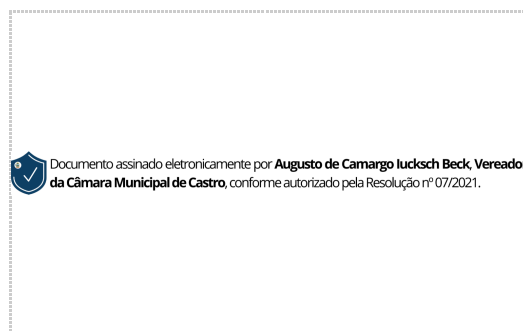 Documento assinado eletronicamente por Augusto de Camargo Iucksch Beck, Vereador
da Câmara Municipal de Castro, conforme autorizado pela Resolução nº 07/2021.